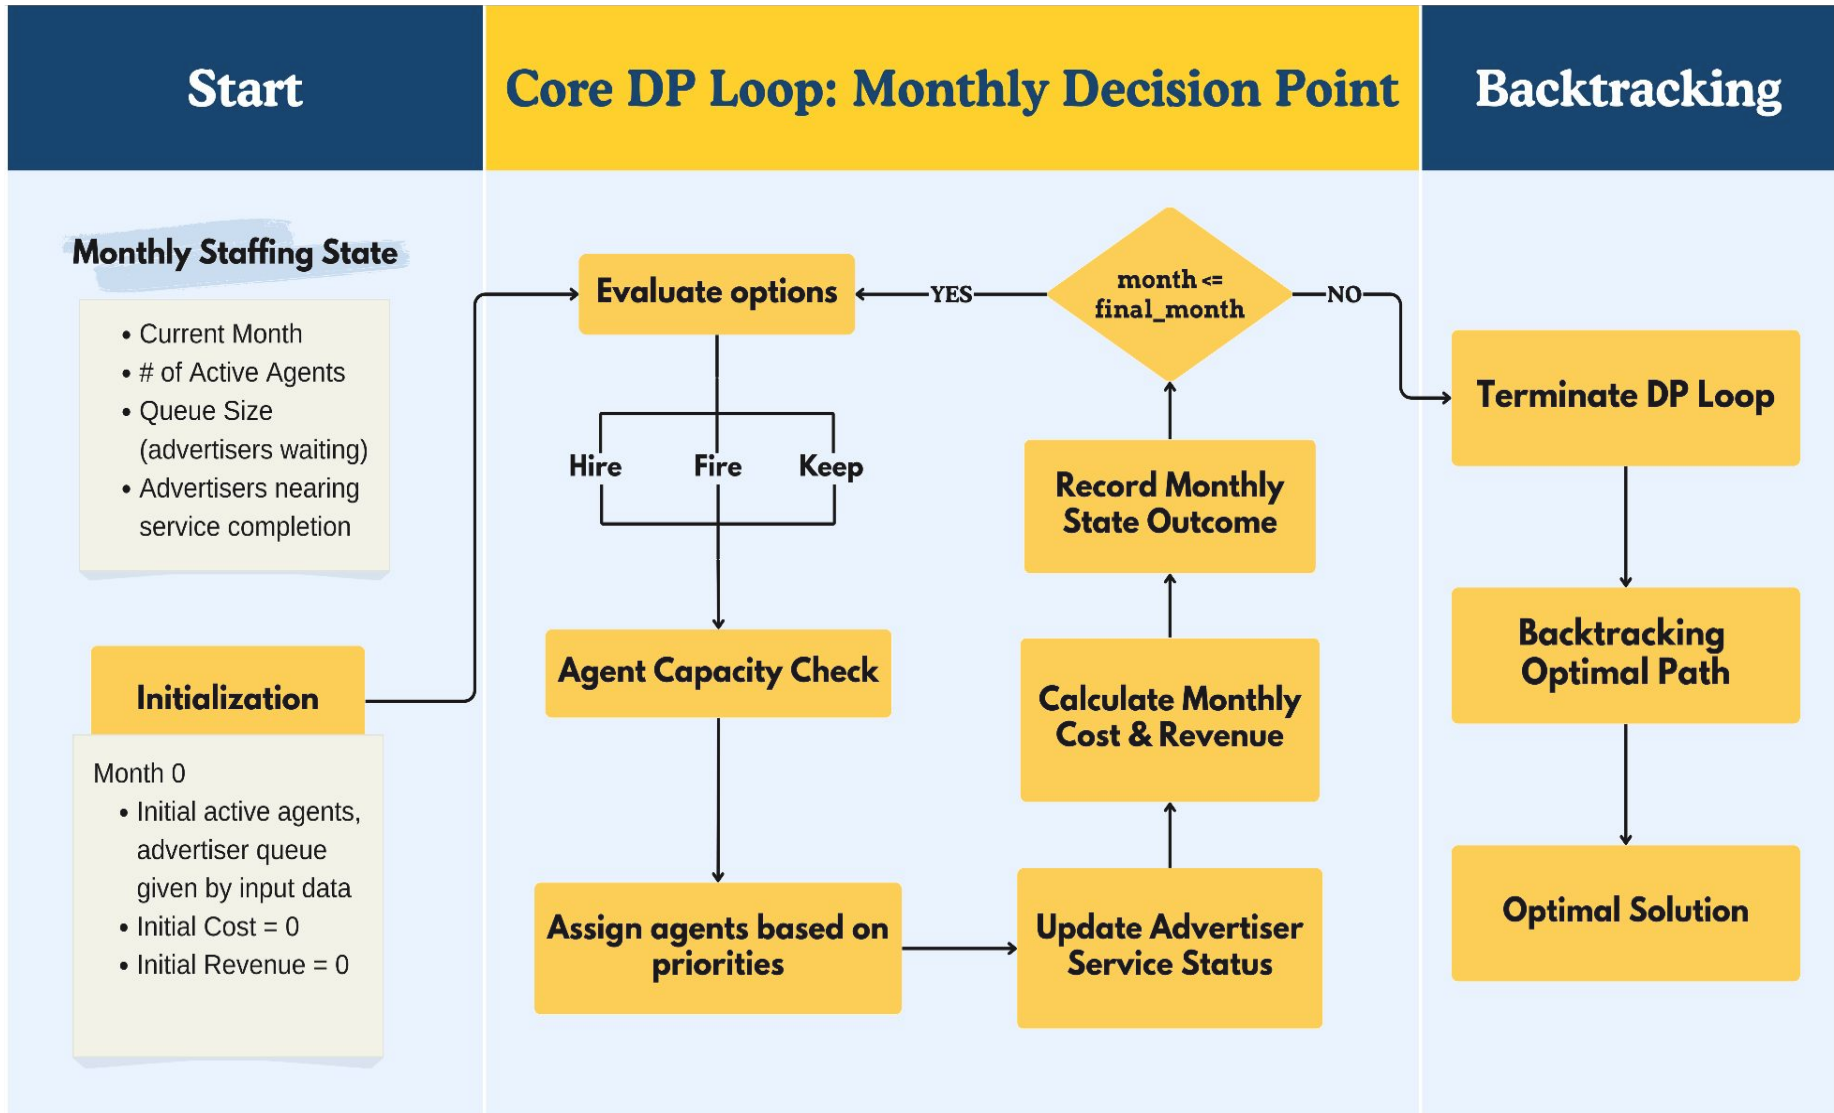 Start
Core DP Loop: Monthly Decision Point
Backtracking
Monthly Staffing State
• Current Month
• # of Active Agents
• Queue Size
(advertisers waiting)
• Advertisers nearing
service completion
Initialization
Month 0
• Initial active agents,
advertiser queue
given by input data
• Initial Cost = 0
• Initial Revenue = 0
Evaluate options
Hire
Fire
Keep
Agent Capacity Check
Assign agents based on
priorities
Update Advertiser
Service Status
Calculate Monthly
Cost & Revenue
Record Monthly
State Outcome
month <=
final_month
YES
NO
Terminate DP Loop
Backtracking
Optimal Path
Optimal Solution